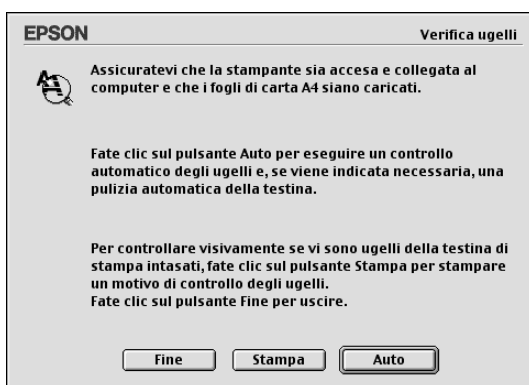 EPSON
Verifica ugelli
Assicuratevi che la stampante sia accesa e collegata al
computer e che i fogli di carta A4 siano caricati.
Fate clic sul pulsante Auto per eseguire un controllo
automatico degli ugelli e, se viene indicata necessaria, una
pulizia automatica della testina.
Per controllare visivamente se vi sono ugelli della testina di
stampa intasati, fate clic sul pulsante Stampa per stampare
un motivo di controllo degli ugelli.
Fate clic sul pulsante Fine per uscire.
Fine
Stampa
Auto